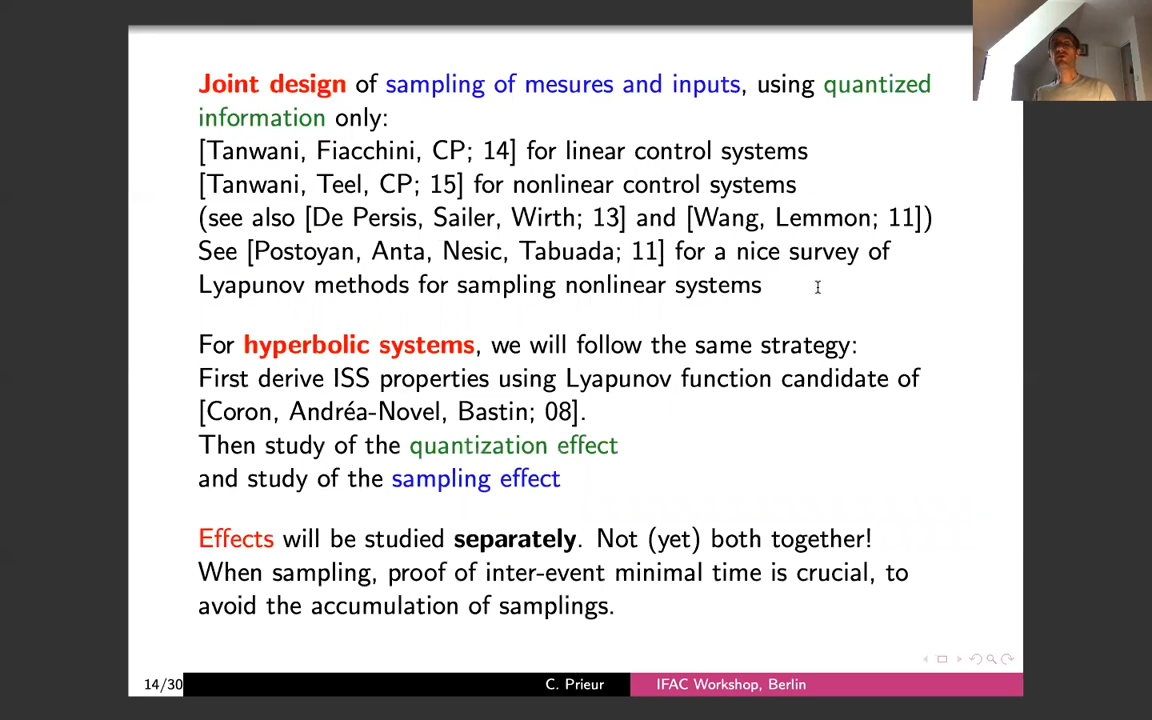 Joint design of sampling of mesures and inputs, using quantized
information only:
[Tanwani, Fiacchini, CP; 14] for linear control systems
[Tanwani, Teel, CP; 15] for nonlinear control systems
(see also [De Persis, Sailer, Wirth; 13] and [Wang, Lemmon; 11])
See [Postoyan, Anta, Nesic, Tabuada; 11] for a nice survey of
Lyapunov methods for sampling nonlinear systems
For hyperbolic systems, we will follow the same strategy:
First derive ISS properties using Lyapunov function candidate of
[Coron, Andréa-Novel, Bastin; 08].
Then study of the quantization effect
and study of the sampling effect
Effects will be studied separately. Not (yet) both together!
When sampling, proof of inter-event minimal time is crucial, to
avoid the accumulation of samplings.
14/30 C. Prieur IFAC Workshop, Berlin